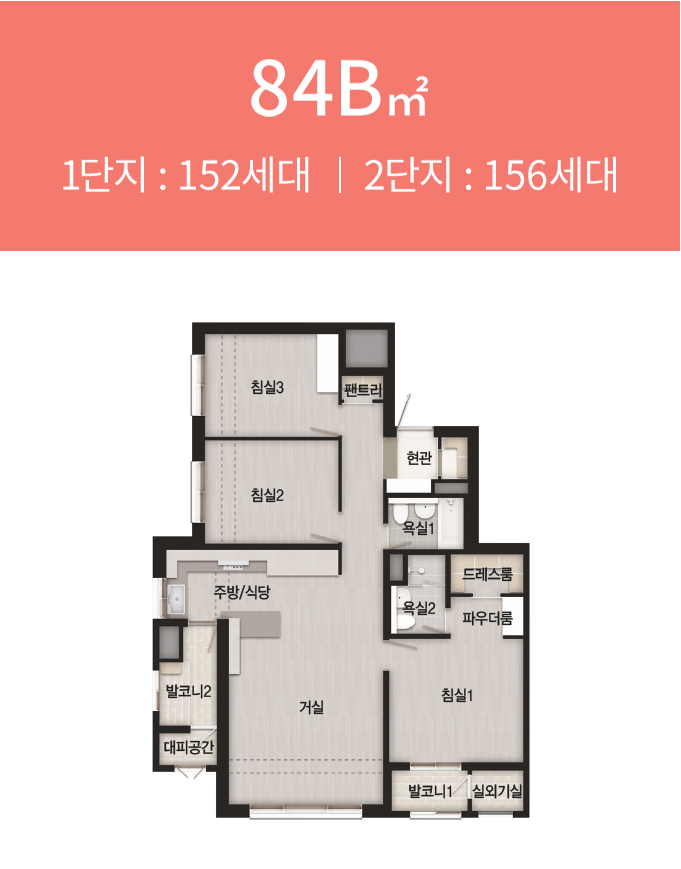 84B㎡
1단지 : 152세대 | 2단지 : 156세대
침실3
팬트리
현관
침실2
욕실1
드레스룸
주방/식당
욕실2
파우더룸
발코니2
침실1
거실
대피공간
발코니1
실외기실